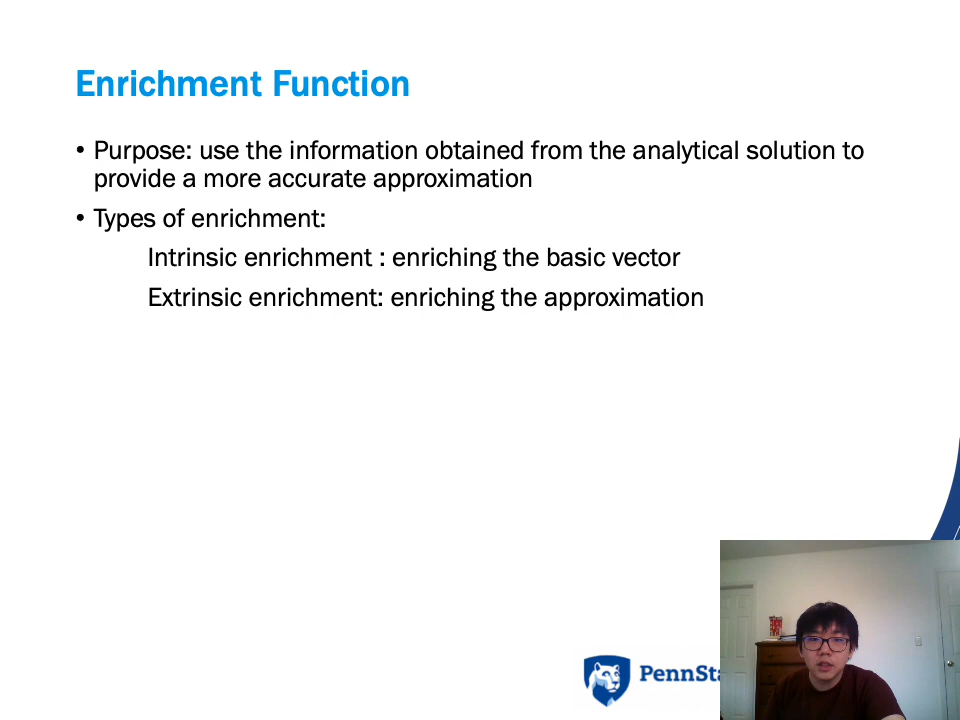 Enrichment Function
• Purpose: use the information obtained from the analytical solution to
provide a more accurate approximation
• Types of enrichment:
Intrinsic enrichment : enriching the basic vector
Extrinsic enrichment: enriching the approximation
PennSta